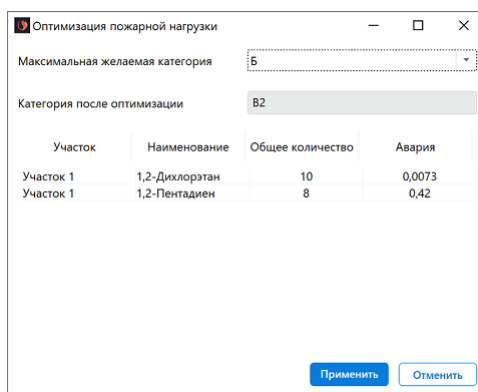 Оптимизация пожарной нагрузки
Максимальная желаемая категория Б
Категория после оптимизации В2
Участок Наименование Общее количество Авария
Участок 1 1,2-Дихлорэтан 10 0,0073
Участок 1 1,2-Пентадиен 8 0,42
Применить Отменить